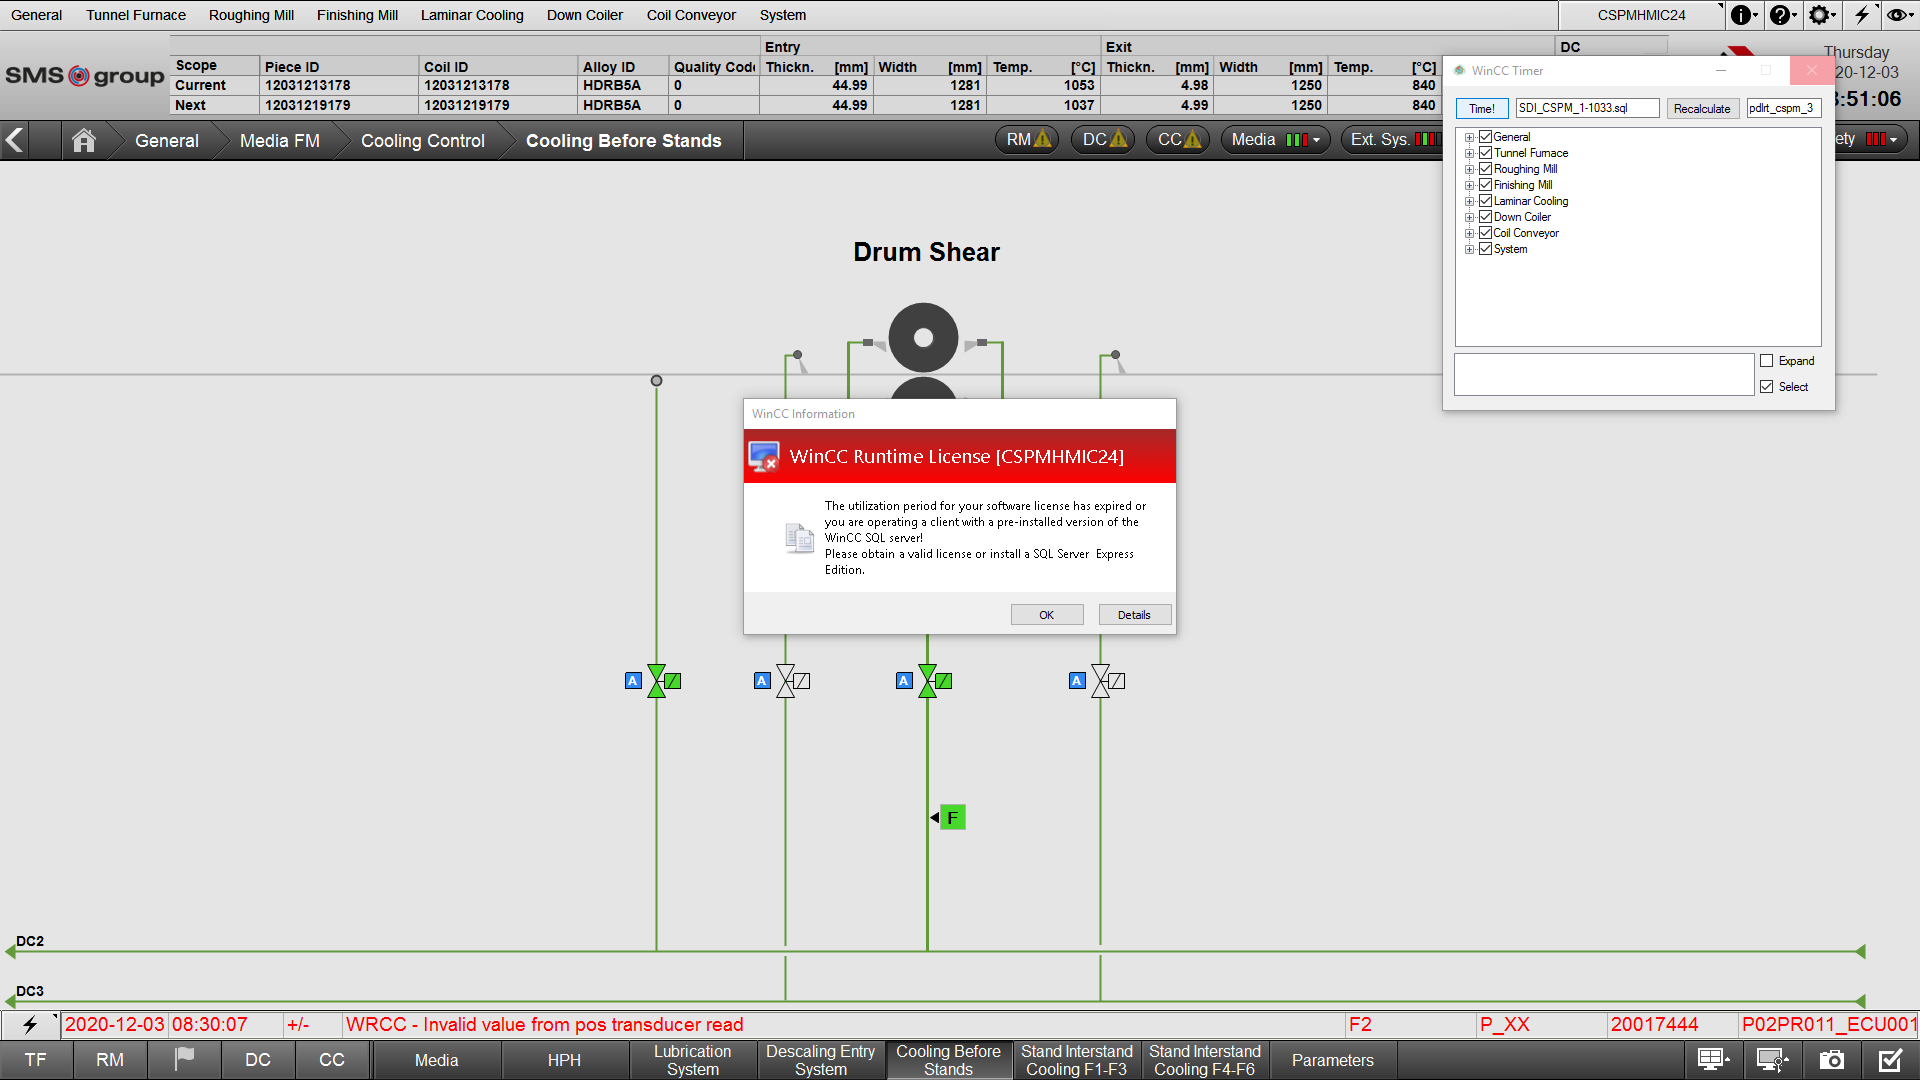 General Tunnel Furnace Roughing Mill Finishing Mill Laminar Cooling Down Coiler Coil Conveyor System CSPMHMIC24
SMS group
Entry Exit DC
Scope Piece ID Coil ID Alloy ID Quality Code Thickn. [mm] Width [mm] Temp. [°C] Thickn. [mm] Width [mm] Temp. [°C]
Current 12031213178 12031213178 HDRB5A 0 44.99 1281 1053 4.98 1250 840
Next 12031219179 12031219179 HDRB5A 0 44.99 1281 1037 4.99 1250 840
Thursday
20-12-03
:51:06
General Media FM Cooling Control Cooling Before Stands RM DC CC Media Ext. Sys. ety
WinCC Timer
Time! SDI_CSPM_1-1033.sql Recalculate pdlrt_cspm_3
General
Tunnel Furnace
Roughing Mill
Finishing Mill
Laminar Cooling
Down Coiler
Coil Conveyor
System
Expand
Select
Drum Shear
WinCC Information
WinCC Runtime License [CSPMHMIC24]
The utilization period for your software license has expired or
you are operating a client with a pre-installed version of the
WinCC SQL server!
Please obtain a valid license or install a SQL Server Express
Edition.
OK Details
A A A A
F
DC2
DC3
2020-12-03 08:30:07 +/- WRCC - Invalid value from pos transducer read F2 P_XX 20017444 P02PR011_ECU001
TF RM DC CC Media HPH Lubrication System Descaling Entry System Cooling Before Stands Stand Interstand Cooling F1-F3 Stand Interstand Cooling F4-F6 Parameters